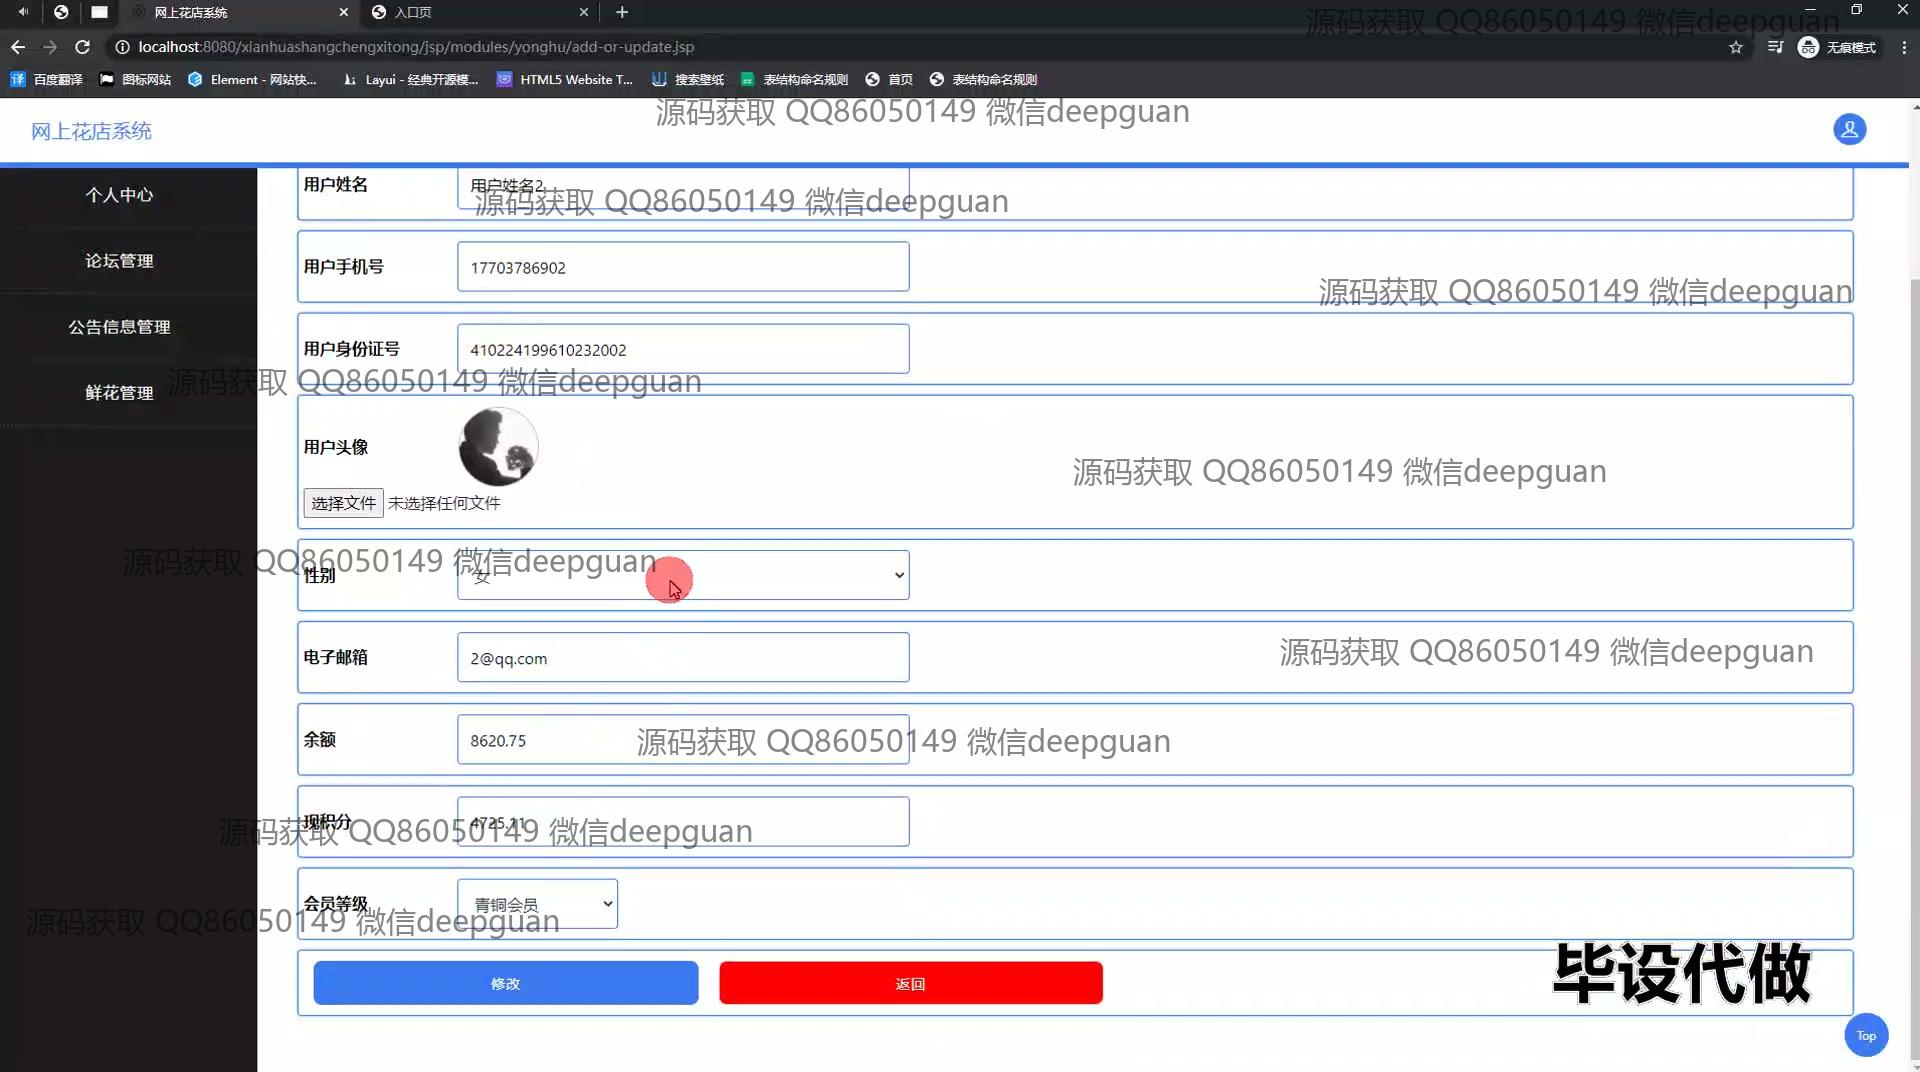 网上花店系统
入口页
localhost:8080/xianhuashangchengxitong/jsp/modules/yonghu/add-or-update.jsp
无痕模式
源码获取 QQ86050149 微信deepguan
百度翻译
图标网站
Element - 网站快...
Layui - 经典开源模...
HTML5 Website T...
搜索壁纸
表结构命名规则
首页
表结构命名规则
源码获取 QQ86050149 微信deepguan
网上花店系统
个人中心
论坛管理
公告信息管理
鲜花管理
用户姓名 用户姓名2
源码获取 QQ86050149 微信deepguan
用户手机号 17703786902
源码获取 QQ86050149 微信deepguan
用户身份证号 410224199610232002
源码获取 QQ86050149 微信deepguan
用户头像
源码获取 QQ86050149 微信deepguan
选择文件 未选择任何文件
源码获取 QQ86050149 微信deepguan
性别 女
电子邮箱 2@qq.com
源码获取 QQ86050149 微信deepguan
余额 8620.75
源码获取 QQ86050149 微信deepguan
现积分 4725.11
源码获取 QQ86050149 微信deepguan
会员等级 青铜会员
源码获取 QQ86050149 微信deepguan
修改
返回
毕设代做
Top